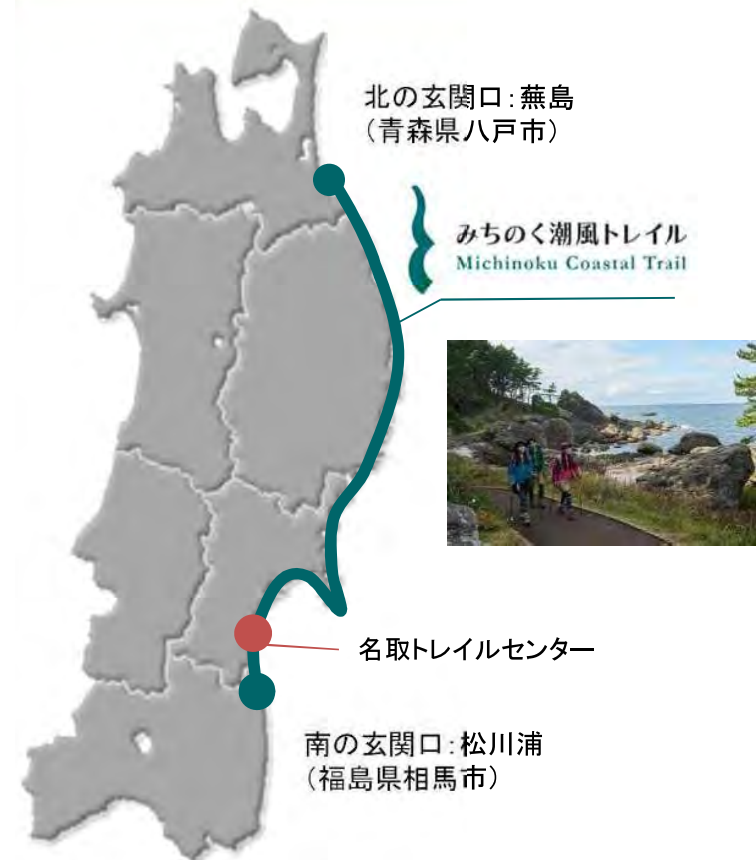 北の玄関口：蕪島
（青森県八戸市）
みちのく潮風トレイル
Michinoku Coastal Trail
名取トレイルセンター
南の玄関口：松川浦
（福島県相馬市）